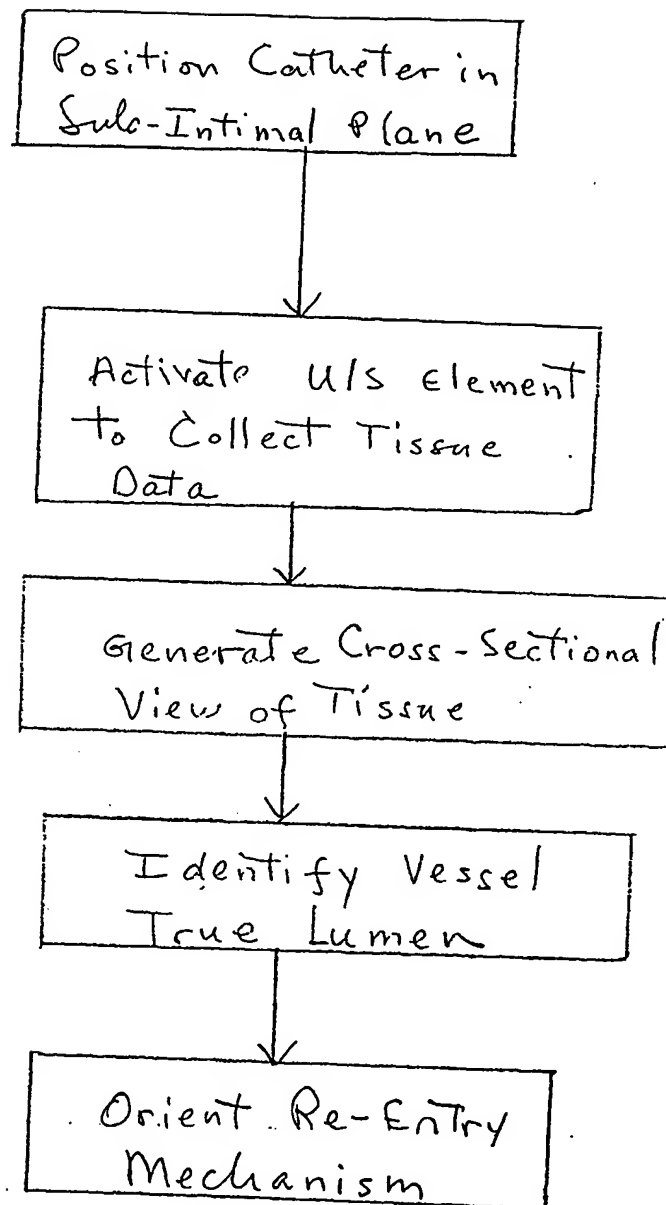 Position Catheter in
Sub-Intimal Plane
Activate U/S Element
to Collect Tissue
Data
Generate Cross-Sectional
View of Tissue
Identify Vessel
True Lumen
Orient Re-Entry
Mechanism